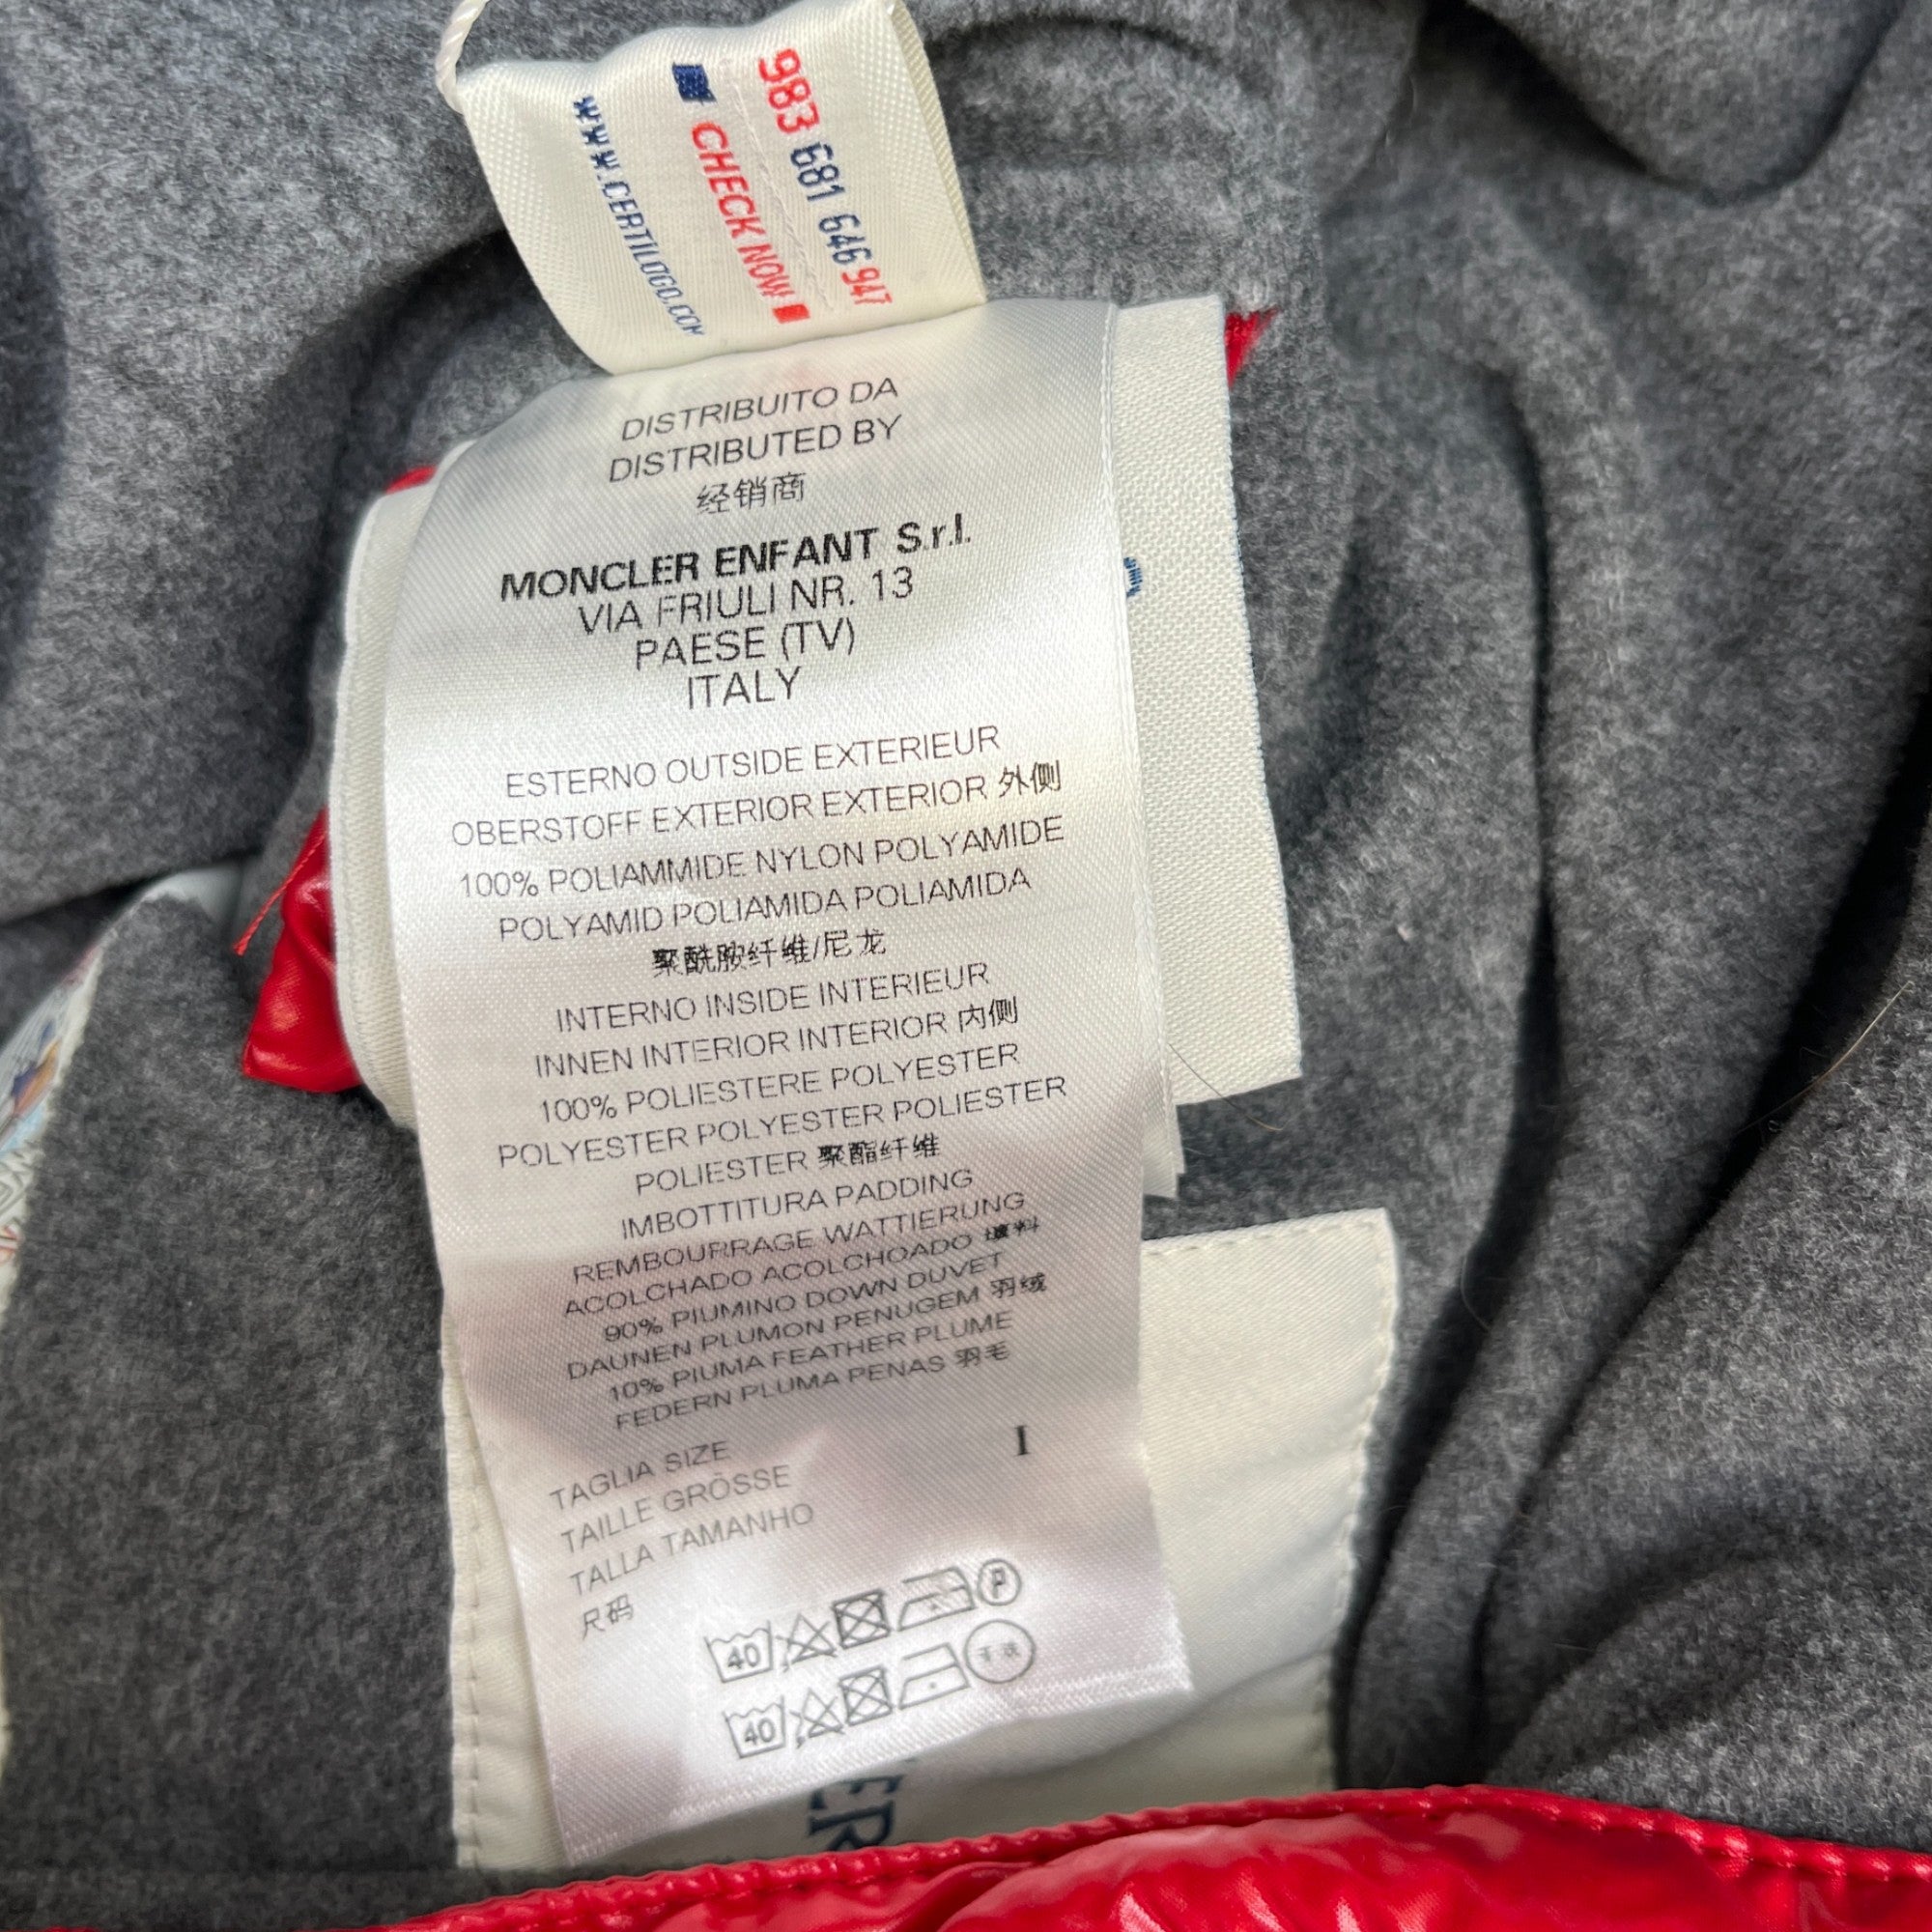 983 681 646 947
CHECK NOW
WWW.CERTILOGO.COM
DISTRIBUITO DA
DISTRIBUTED BY
经销商
MONCLER ENFANT S.r.l.
VIA FRIULI NR. 13
PAESE (TV)
ITALY
ESTERNO OUTSIDE EXTERIEUR
OBERSTOFF EXTERIOR EXTERIOR 外侧
100% POLIAMMIDE NYLON POLYAMIDE
POLYAMID POLIAMIDA POLIAMIDA
聚酰胺纤维/尼龙
INTERNO INSIDE INTERIEUR
INNEN INTERIOR INTERIOR 内侧
100% POLIESTERE POLYESTER
POLYESTER POLYESTER POLIESTER
POLIESTER 聚酯纤维
IMBOTTITURA PADDING
REMBOURRAGE WATTIERUNG
ACOLCHADO ACOLCHOADO 填料
90% PIUMINO DOWN DUVET
DAUNEN PLUMON PENUGEM 羽绒
10% PIUMA FEATHER PLUME
FEDERN PLUMA PENAS 羽毛
TAGLIA SIZE I
TAILLE GRÖSSE
TALLA TAMANHO
尺码
40 P
40 干洗
ER